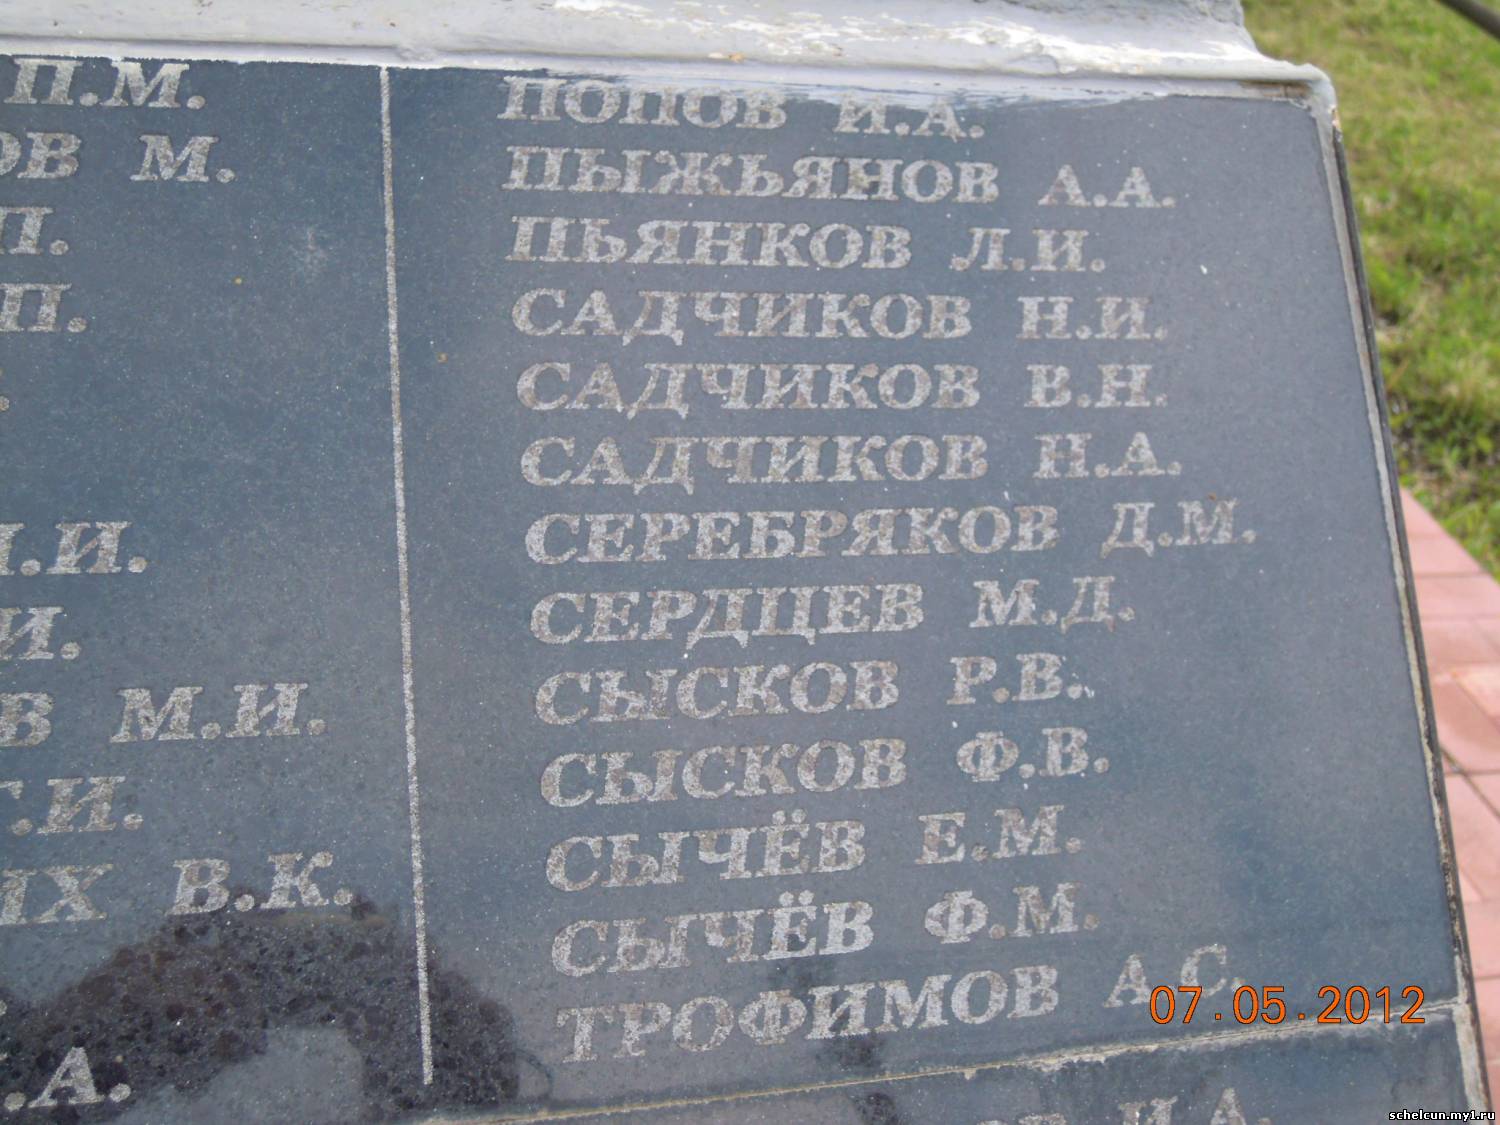 П.М.
М.
П.
П.
И.
И.
М.И.
Г.И.
В.К.
А.
ПОПОВ И.А.
ПЫЖЬЯНОВ А.А.
ПЬЯНКОВ Л.И.
САДЧИКОВ Н.И.
САДЧИКОВ В.Н.
САДЧИКОВ Н.А.
СЕРЕБРЯКОВ Д.М.
СЕРДЦЕВ М.Д.
СЫСКОВ Р.В.
СЫСКОВ Ф.В.
СЫЧЁВ Е.М.
СЫЧЁВ Ф.М.
ТРОФИМОВ А.С.
И.А.
07.05.2012
schelcun.my1.ru